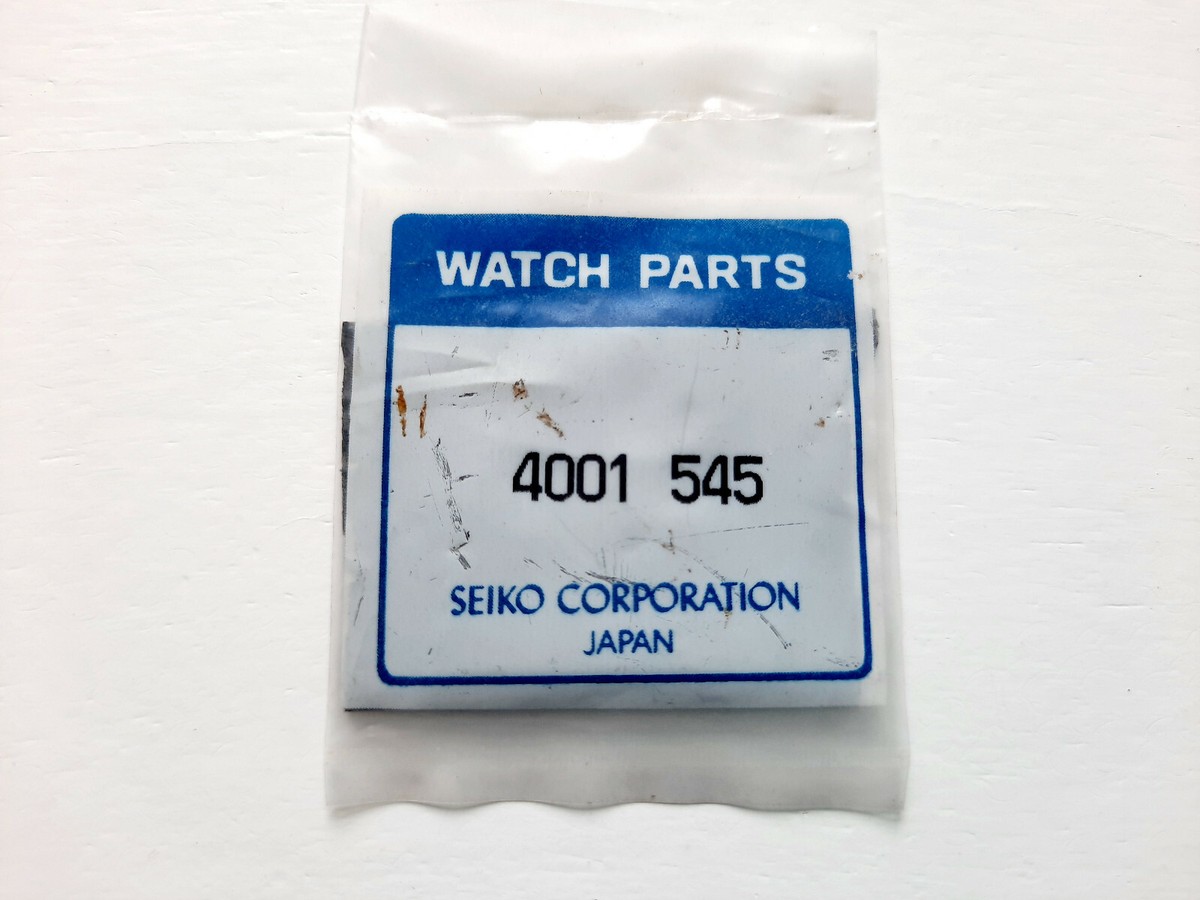 WATCH PARTS
4001 545
SEIKO CORPORATION
JAPAN